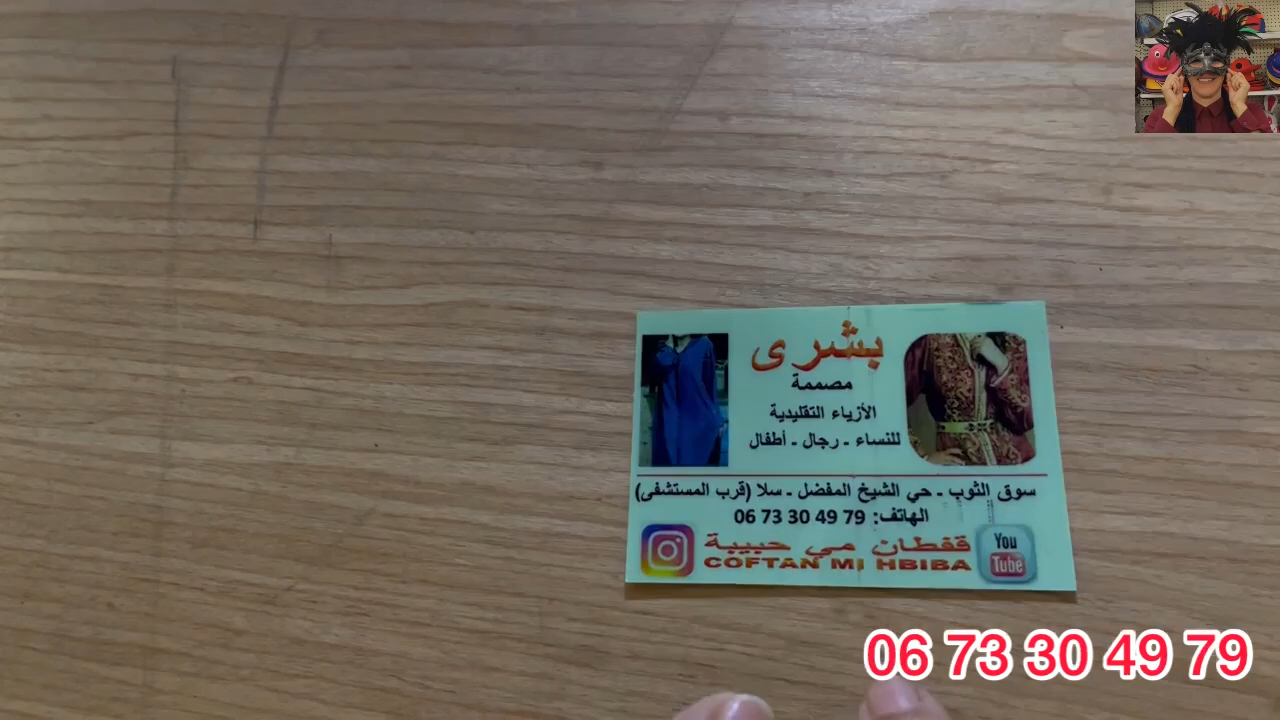 بشرى
مصممة
الأزياء التقليدية
للنساء - رجال - أطفال
سوق الثوب - حي الشيخ المفضل - سلا (قرب المستشفى)
الهاتف: 06 73 30 49 79
قفطان مي حبيبة
COFTAN MI HBIBA
You
Tube
06 73 30 49 79